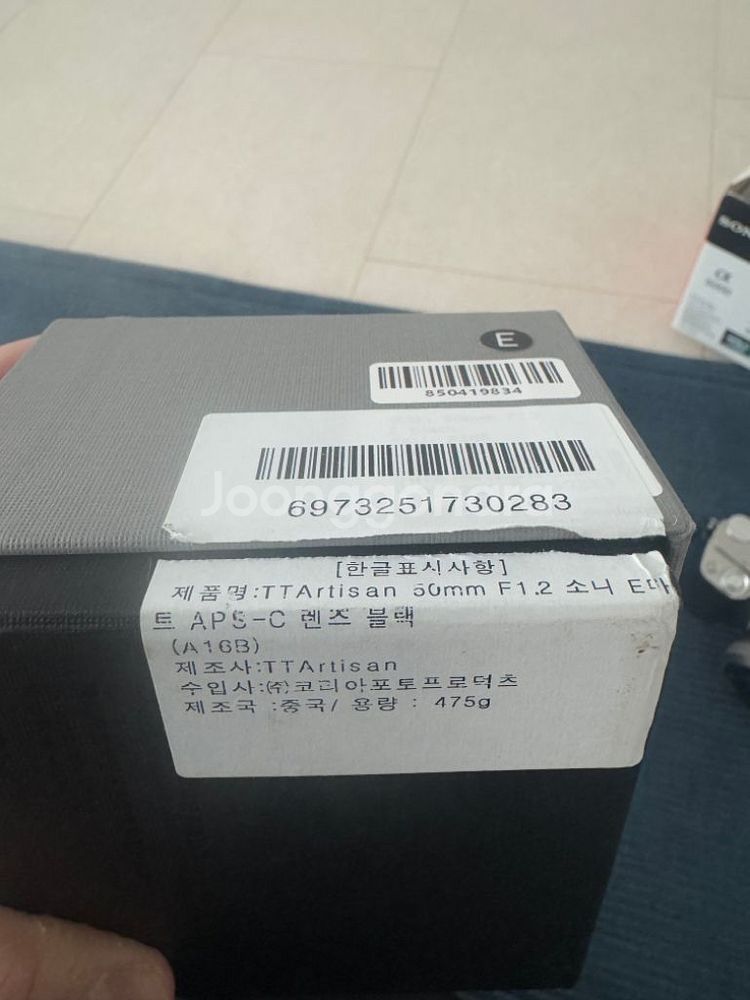 E
850419834
6973251730283
Joonggonara
[한글표시사항]
제품명:TTArtisan 50mm F1.2 소니 E마
트 APS-C 렌즈 블랙
(A16B)
제조사:TTArtisan
수입사:㈜코리아포토프로덕츠
제조국 :중국/ 용량 : 475g
SON
α